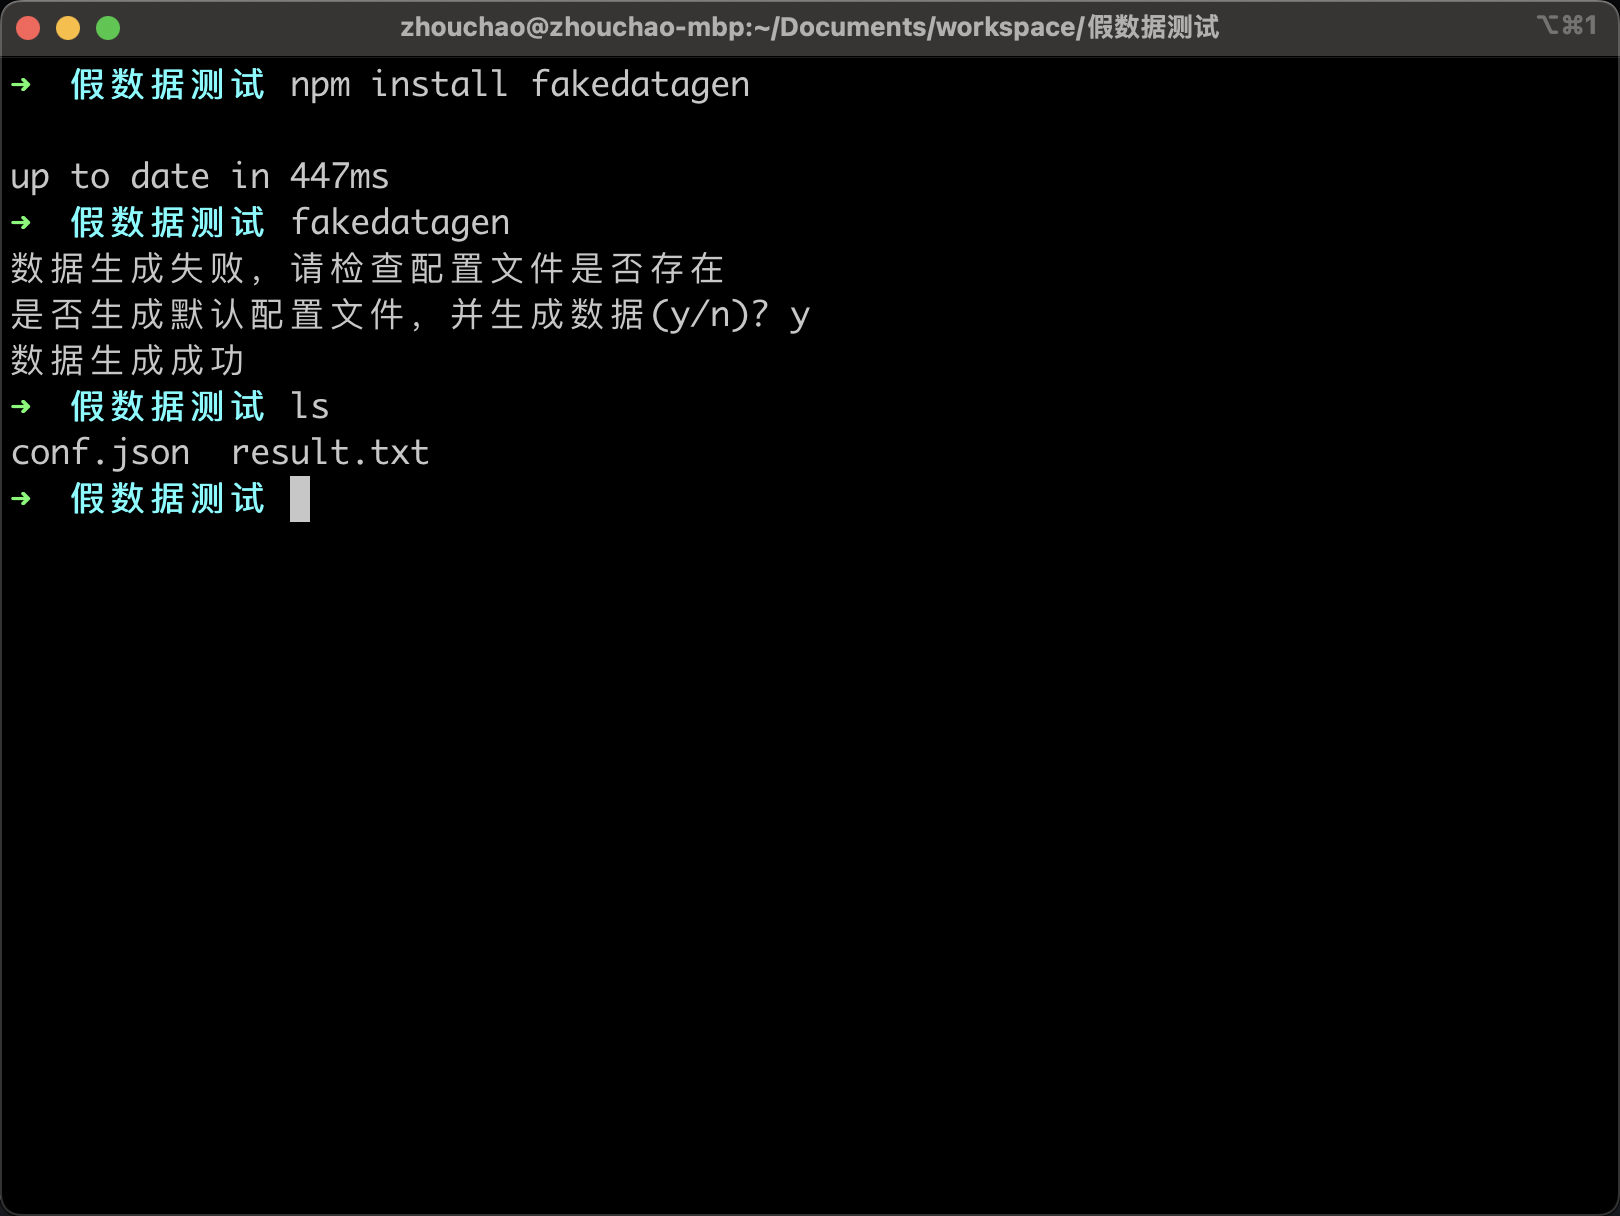 zhouchao@zhouchao-mbp:~/Documents/workspace/假数据测试 ⌥⌘1
➜ 假数据测试 npm install fakedatagen
up to date in 447ms
➜ 假数据测试 fakedatagen
数据生成失败，请检查配置文件是否存在
是否生成默认配置文件，并生成数据(y/n)? y
数据生成成功
➜ 假数据测试 ls
conf.json result.txt
➜ 假数据测试